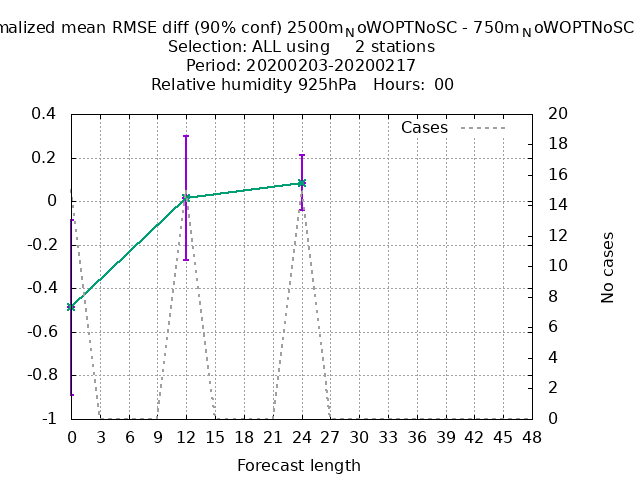 malized mean RMSE diff (90% conf) 2500mNoWOPTNoSC - 750mNoWOPTNoSC
Selection: ALL using 2 stations
Period: 20200203-20200217
Relative humidity 925hPa Hours: 00
Cases
0.4
0.2
0
-0.2
-0.4
-0.6
-0.8
-1
20
18
16
14
12
10
8
6
4
2
0
No cases
0 3 6 9 12 15 18 21 24 27 30 33 36 39 42 45 48
Forecast length